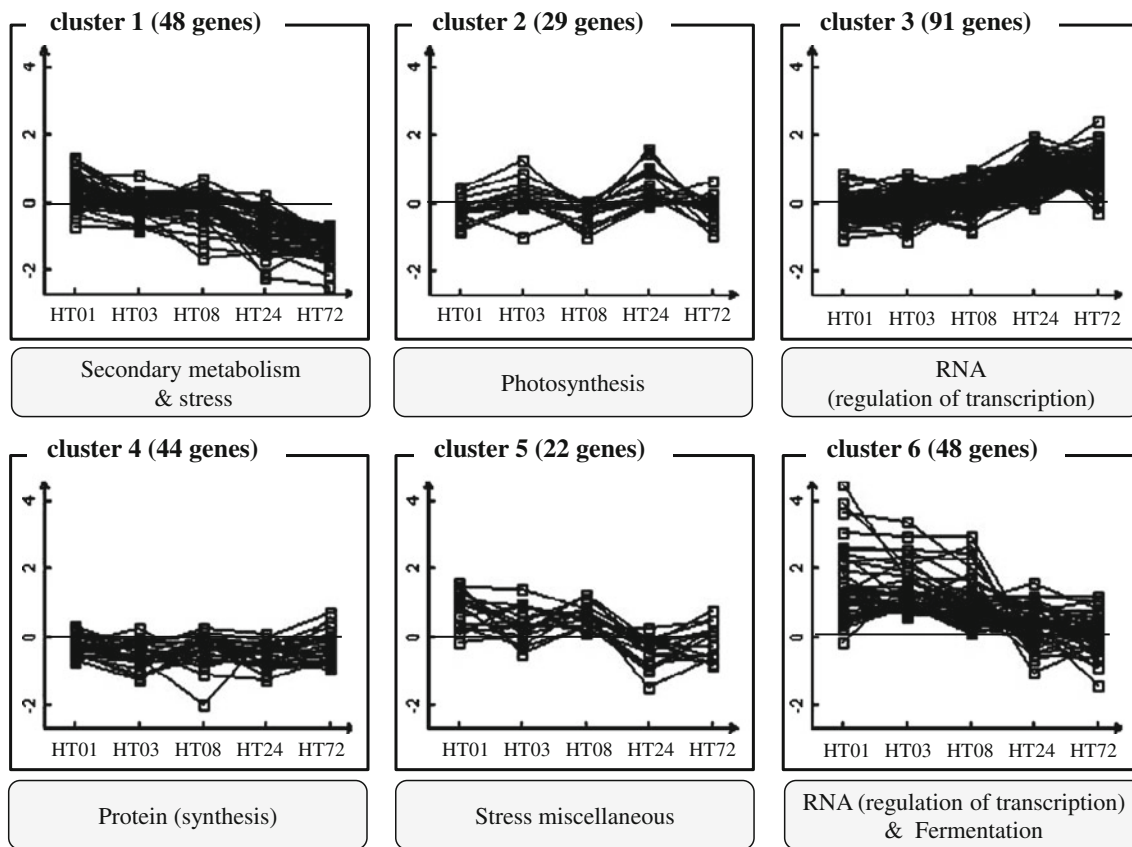 cluster 1 (48 genes)
4
2
0
-2
HT01 HT03 HT08 HT24 HT72
Secondary metabolism
& stress
cluster 2 (29 genes)
4
2
0
-2
HT01 HT03 HT08 HT24 HT72
Photosynthesis
cluster 3 (91 genes)
4
2
0
-2
HT01 HT03 HT08 HT24 HT72
RNA
(regulation of transcription)
cluster 4 (44 genes)
4
2
0
-2
HT01 HT03 HT08 HT24 HT72
Protein (synthesis)
cluster 5 (22 genes)
4
2
0
-2
HT01 HT03 HT08 HT24 HT72
Stress miscellaneous
cluster 6 (48 genes)
4
2
0
-2
HT01 HT03 HT08 HT24 HT72
RNA (regulation of transcription)
& Fermentation